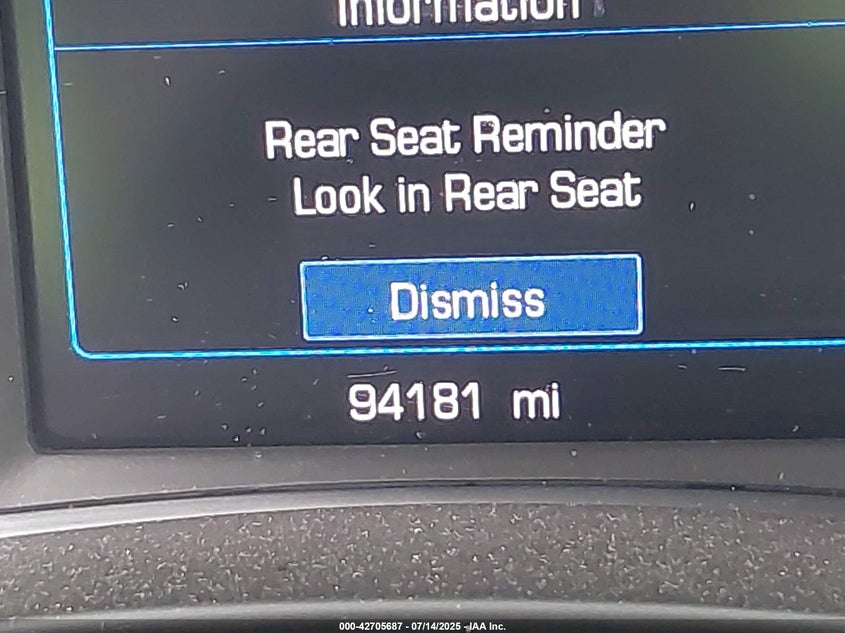 Information
Rear Seat Reminder
Look in Rear Seat
Dismiss
94181 mi
000-42705687 - 07/14/2025 - IAA Inc.